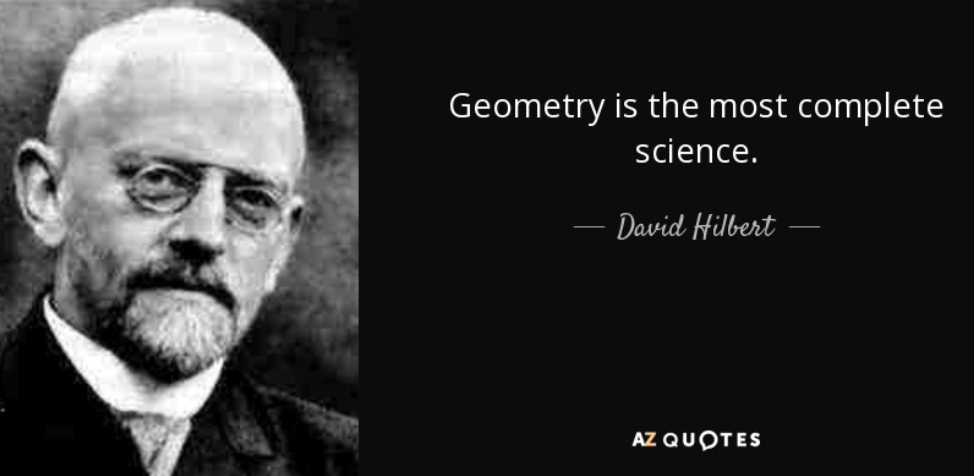 Geometry is the most complete
science.
David Hilbert
AZ QUOTES